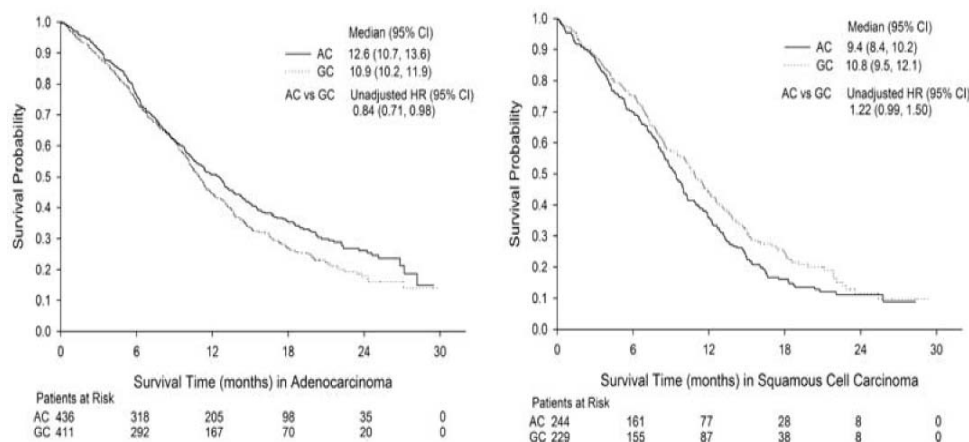 Median (95% CI)
AC 12.6 (10.7, 13.6)
GC 10.9 (10.2, 11.9)
AC vs GC Unadjusted HR (95% CI)
0.84 (0.71, 0.98)
Survival Probability
1.0
0.9
0.8
0.7
0.6
0.5
0.4
0.3
0.2
0.1
0.0
0 6 12 18 24 30
Survival Time (months) in Adenocarcinoma
Patients at Risk
AC 436 318 205 98 35 0
GC 411 292 167 70 20 0
Median (95% CI)
AC 9.4 (8.4, 10.2)
GC 10.8 (9.5, 12.1)
AC vs GC Unadjusted HR (95% CI)
1.22 (0.99, 1.50)
Survival Probability
1.0
0.9
0.8
0.7
0.6
0.5
0.4
0.3
0.2
0.1
0.0
0 6 12 18 24 30
Survival Time (months) in Squamous Cell Carcinoma
Patients at Risk
AC 244 161 77 28 8 0
GC 229 155 87 38 8 0